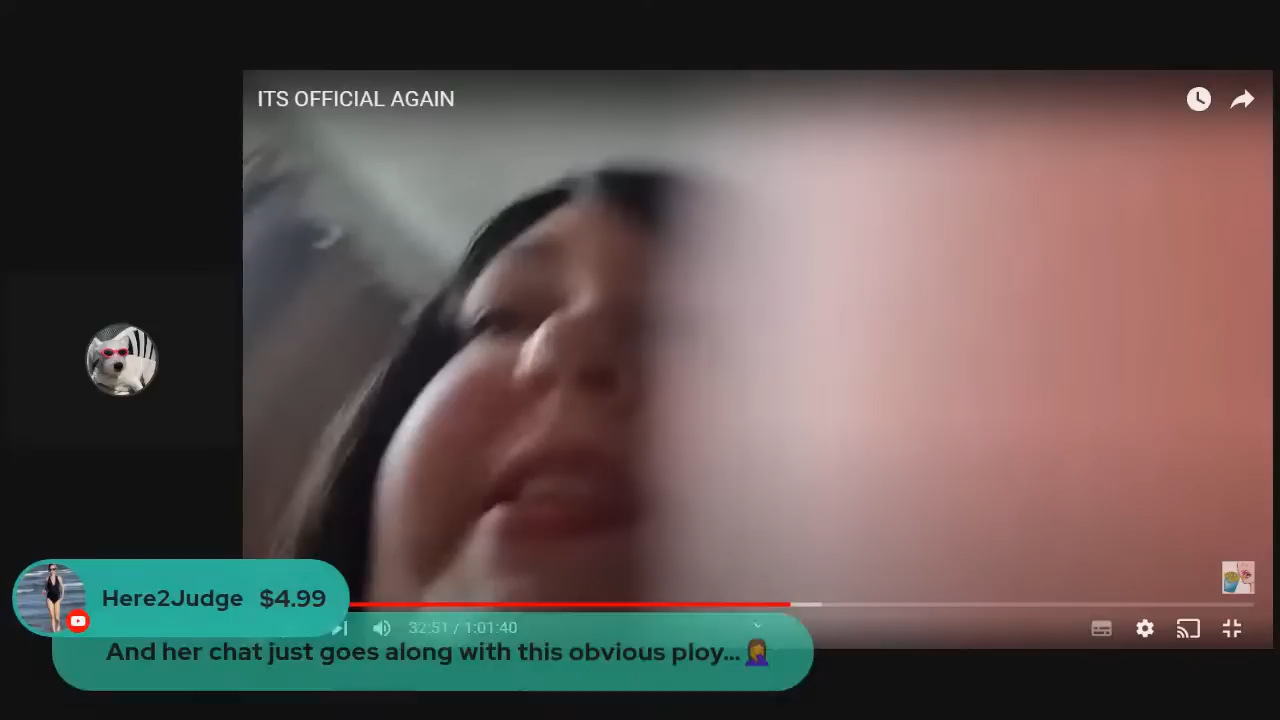 ITS OFFICIAL AGAIN
Here2Judge $4.99
32:51 / 1:01:40
And her chat just goes along with this obvious ploy...🤦‍♀️